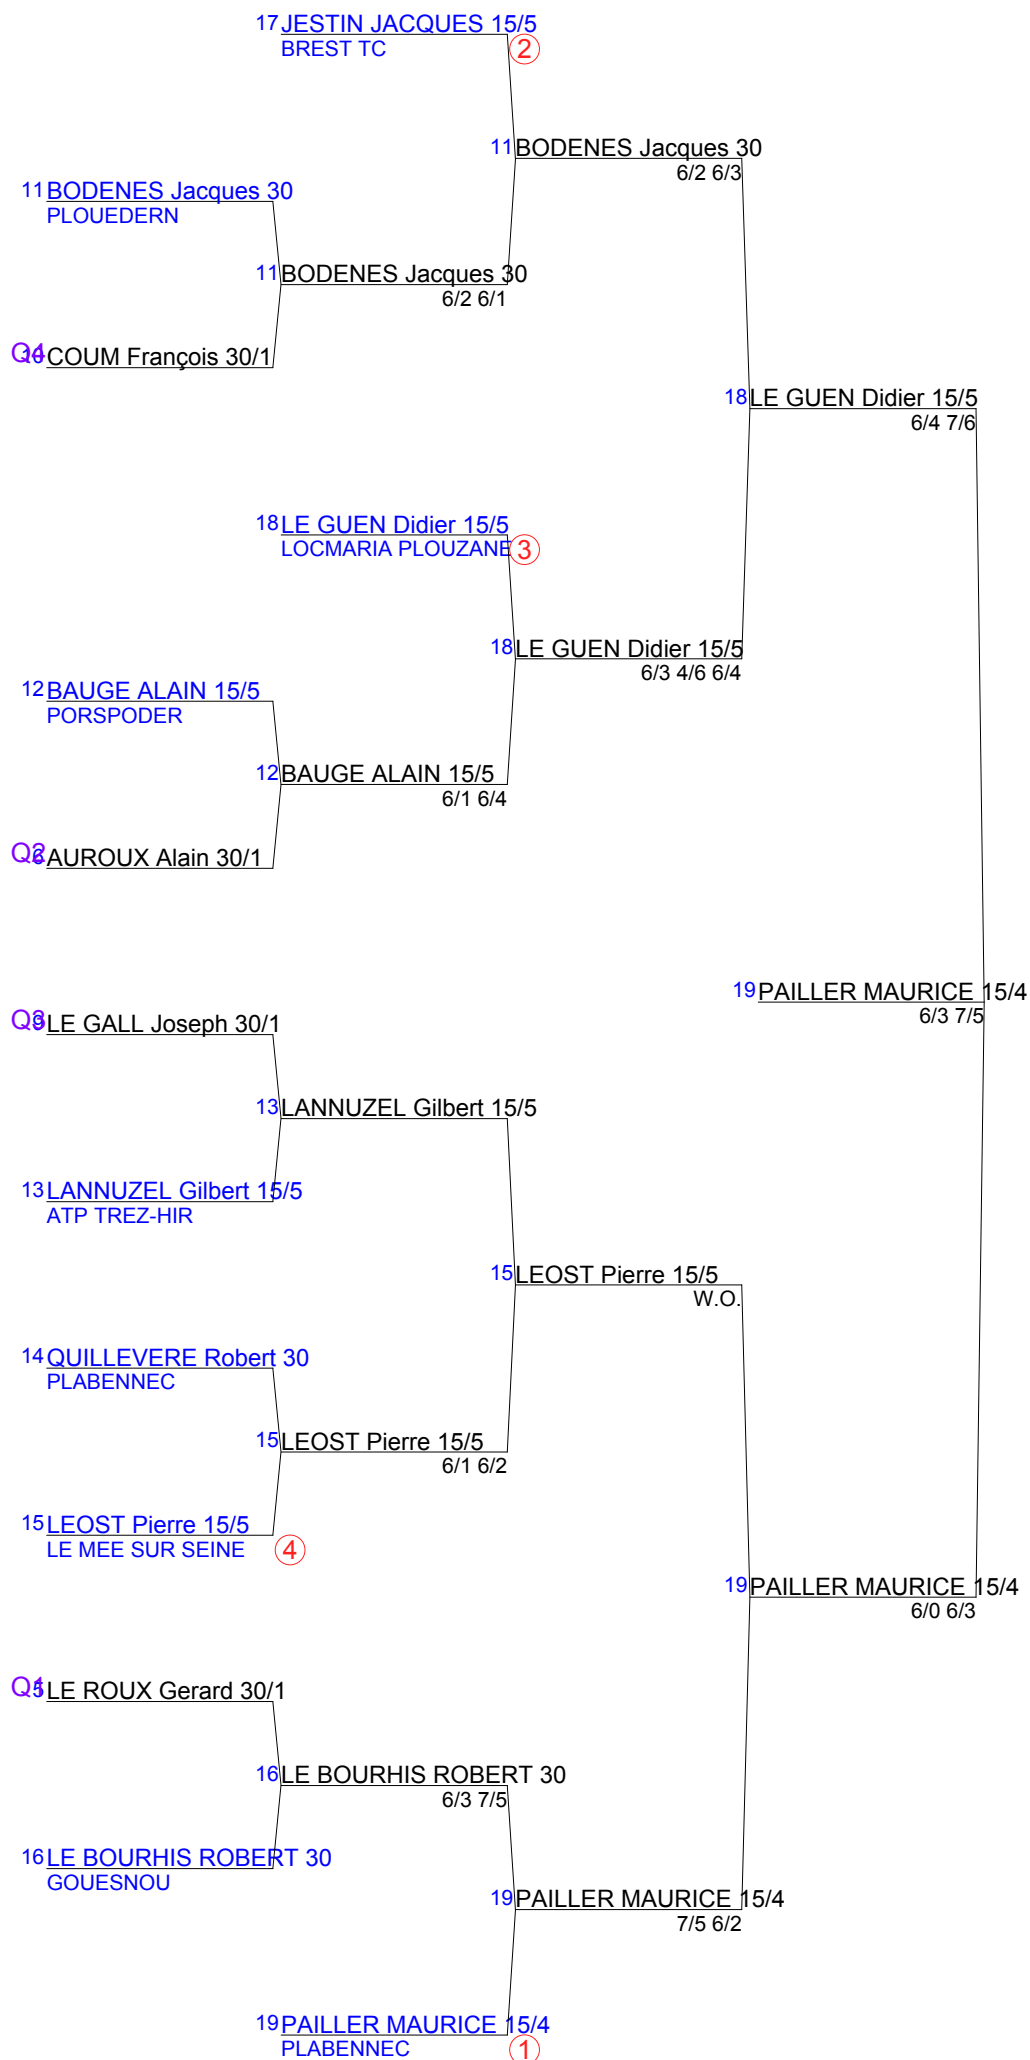 17 JESTIN JACQUES 15/5
BREST TC
2
11 BODENES Jacques 30
6/2 6/3
11 BODENES Jacques 30
PLOUEDERN
11 BODENES Jacques 30
6/2 6/1
Q4 COUM François 30/1
18 LE GUEN Didier 15/5
6/4 7/6
18 LE GUEN Didier 15/5
LOCMARIA PLOUZANE
3
18 LE GUEN Didier 15/5
6/3 4/6 6/4
12 BAUGE ALAIN 15/5
PORSPODER
12 BAUGE ALAIN 15/5
6/1 6/4
Q2 6 AUROUX Alain 30/1
19 PAILLER MAURICE 15/4
6/3 7/5
Q3 9 LE GALL Joseph 30/1
13 LANNUZEL Gilbert 15/5
13 LANNUZEL Gilbert 15/5
ATP TREZ-HIR
15 LEOST Pierre 15/5
W.O.
14 QUILLEVERE Robert 30
PLABENNEC
15 LEOST Pierre 15/5
6/1 6/2
15 LEOST Pierre 15/5
LE MEE SUR SEINE
4
19 PAILLER MAURICE 15/4
6/0 6/3
Q1 5 LE ROUX Gerard 30/1
16 LE BOURHIS ROBERT 30
6/3 7/5
16 LE BOURHIS ROBERT 30
GOUESNOU
19 PAILLER MAURICE 15/4
7/5 6/2
19 PAILLER MAURICE 15/4
PLABENNEC
1